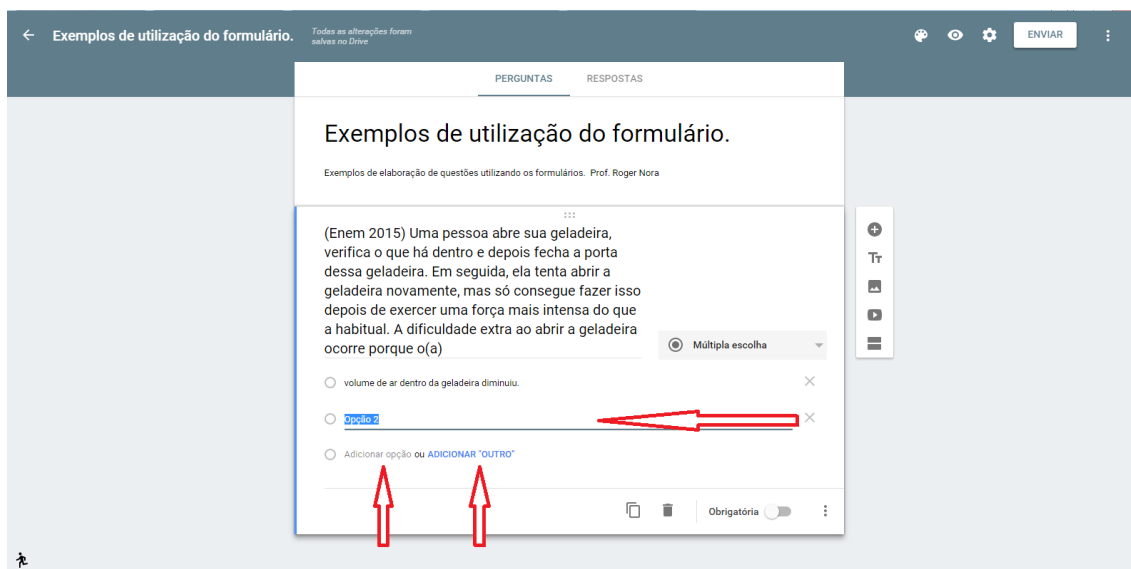 Exemplos de utilização do formulário.
Todas as alterações foram
salvas no Drive
ENVIAR
PERGUNTAS RESPOSTAS
Exemplos de utilização do formulário.
Exemplos de elaboração de questões utilizando os formulários. Prof. Roger Nora
(Enem 2015) Uma pessoa abre sua geladeira,
verifica o que há dentro e depois fecha a porta
dessa geladeira. Em seguida, ela tenta abrir a
geladeira novamente, mas só consegue fazer isso
depois de exercer uma força mais intensa do que
a habitual. A dificuldade extra ao abrir a geladeira
ocorre porque o(a)
Múltipla escolha
volume de ar dentro da geladeira diminuiu.
Opção 2
Adicionar opção ou ADICIONAR "OUTRO"
Obrigatória